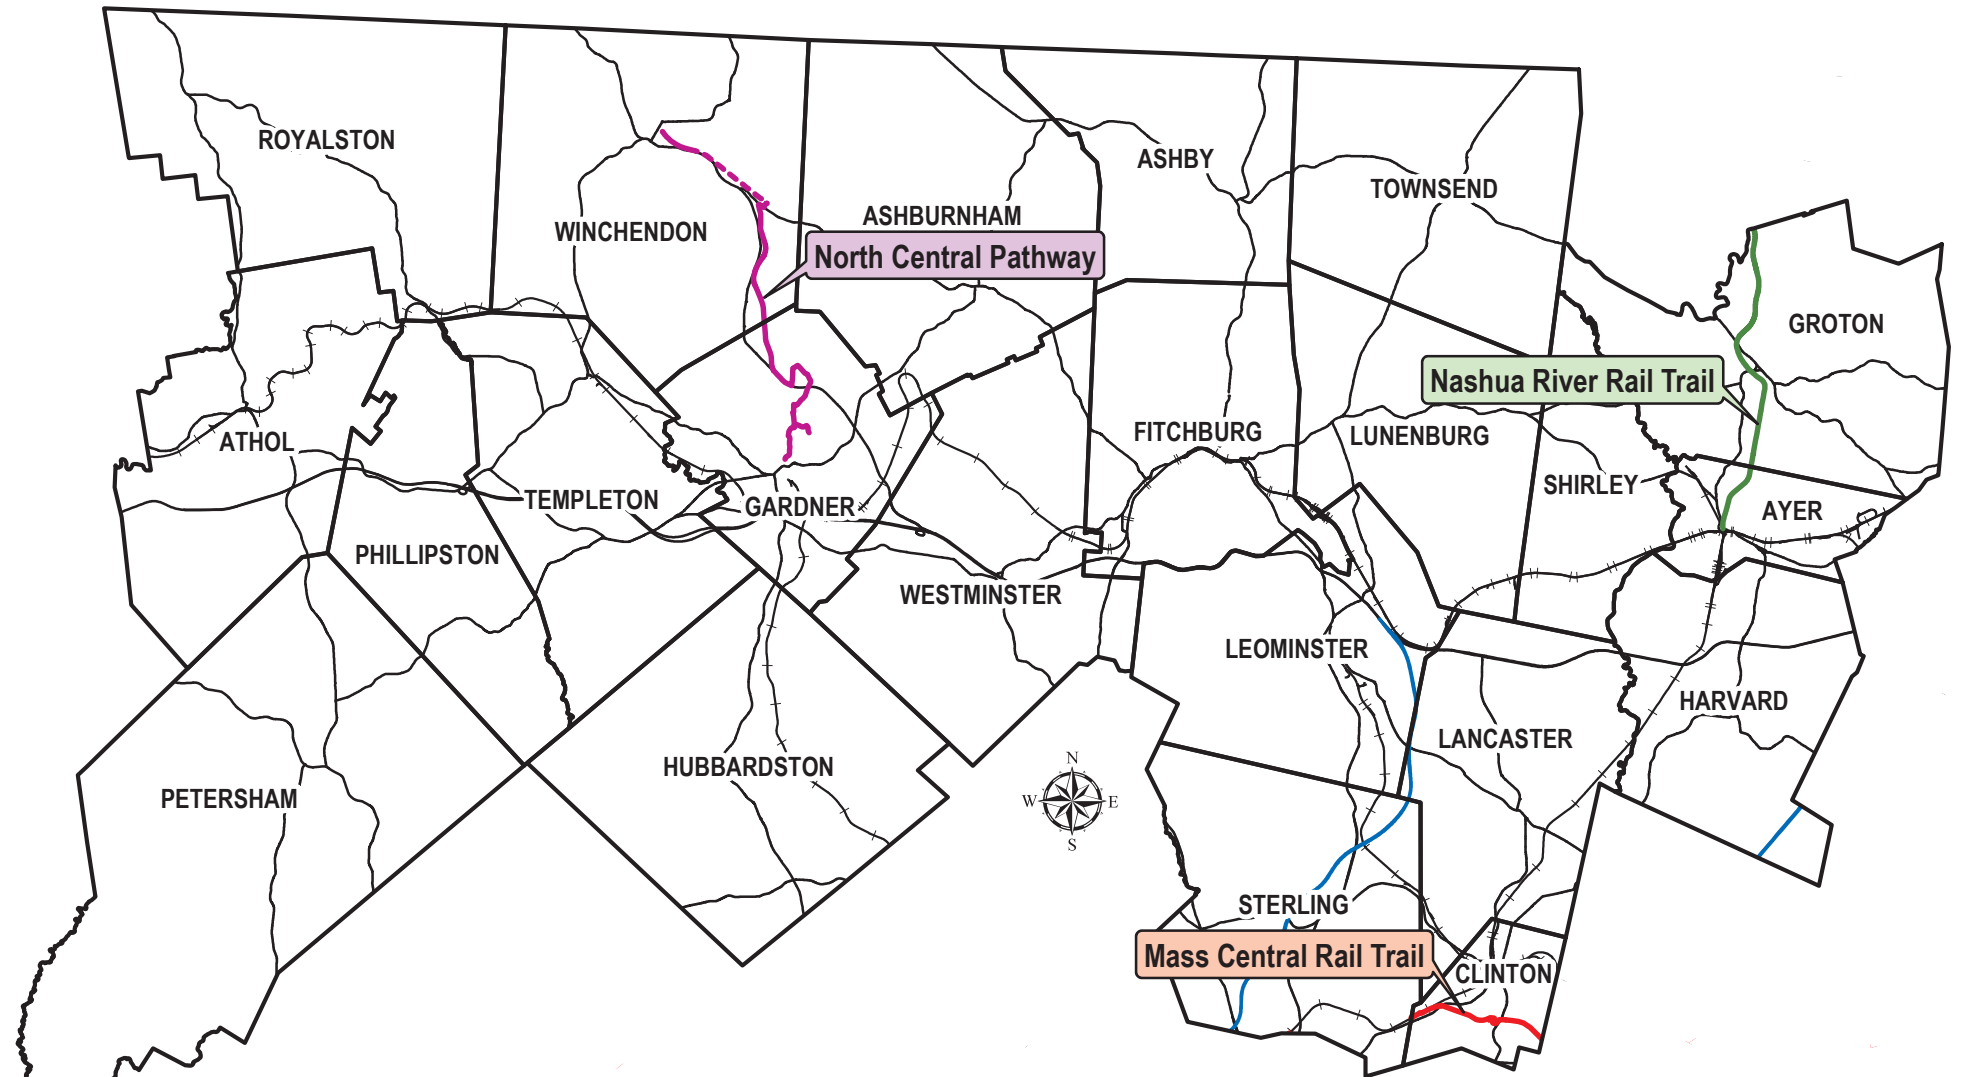 ROYALSTON
ASHBY
TOWNSEND
WINCHENDON
ASHBURNHAM
North Central Pathway
GROTON
Nashua River Rail Trail
ATHOL
FITCHBURG
LUNENBURG
SHIRLEY
TEMPLETON
GARDNER
AYER
PHILLIPSTON
WESTMINSTER
LEOMINSTER
HARVARD
LANCASTER
HUBBARDSTON
PETERSHAM
N
W
E
S
STERLING
Mass Central Rail Trail
CLINTON